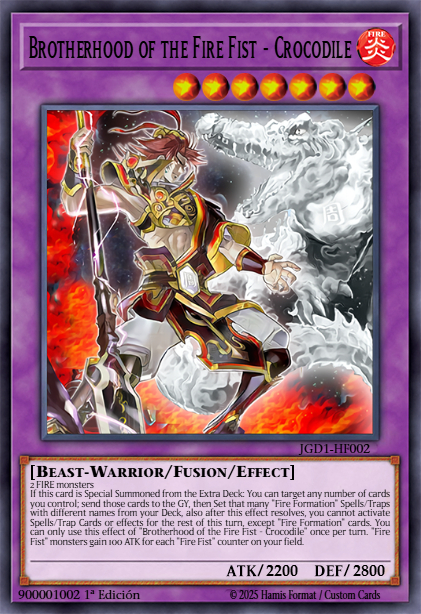 Brotherhood of the Fire Fist - Crocodile
FIRE
炎
周
JGD1-HF002
[Beast-Warrior/Fusion/Effect]
2 FIRE monsters
If this card is Special Summoned from the Extra Deck: You can target any number of cards
you control; send those cards to the GY, then Set that many "Fire Formation" Spells/Traps
with different names from your Deck, also after this effect resolves, you cannot activate
Spells/Trap Cards or effects for the rest of this turn, except "Fire Formation" cards. You
can only use this effect of "Brotherhood of the Fire Fist - Crocodile" once per turn. "Fire
Fist" monsters gain 100 ATK for each "Fire Fist" counter on your field.
ATK/2200 DEF/2800
900001002 1ª Edición
© 2025 Hamis Format / Custom Cards